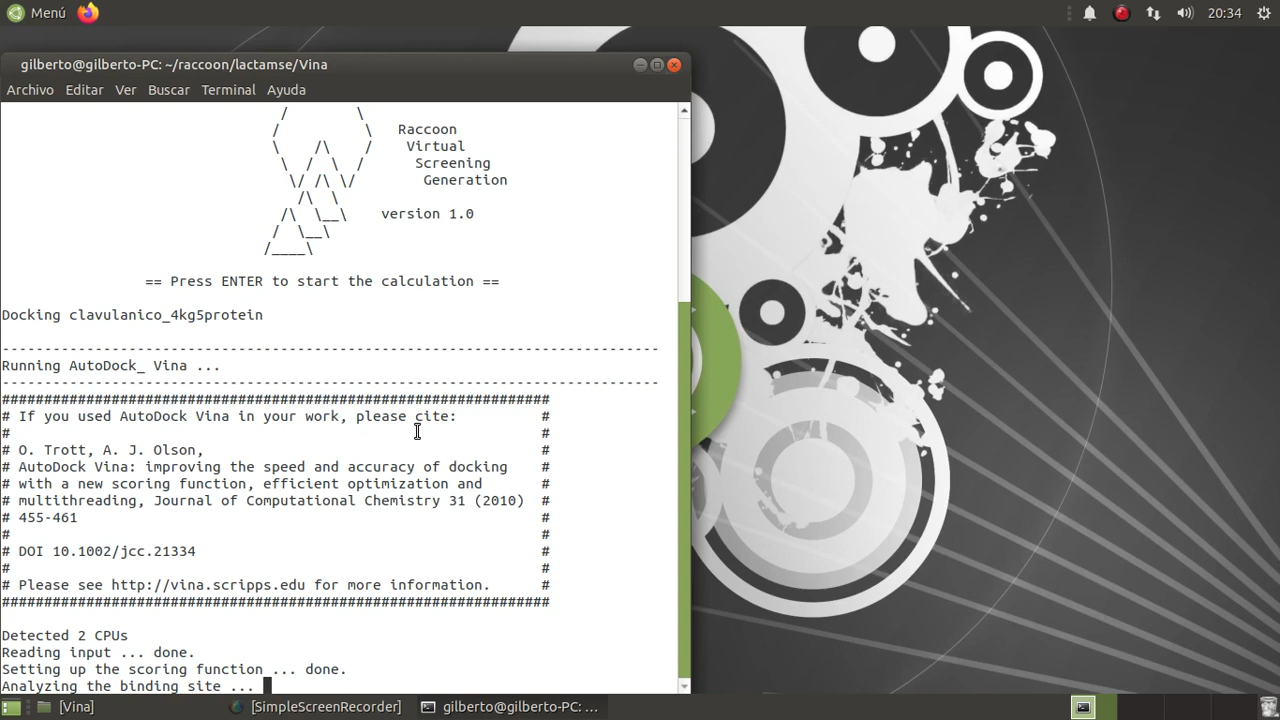 Menú
20:34
gilberto@gilberto-PC: ~/raccoon/lactamse/Vina
Archivo Editar Ver Buscar Terminal Ayuda
/ \
/ \ Raccoon
\ /\ / Virtual
\ / \ / Screening
\/ /\ \/ Generation
/\ \
/\ \__\ version 1.0
/ \__\
/____\
== Press ENTER to start the calculation ==
Docking clavulanico_4kg5protein
------------------------------------------------------------------------------
Running AutoDock_ Vina ...
------------------------------------------------------------------------------
#################################################################
# If you used AutoDock Vina in your work, please cite: #
# #
# O. Trott, A. J. Olson, #
# AutoDock Vina: improving the speed and accuracy of docking #
# with a new scoring function, efficient optimization and #
# multithreading, Journal of Computational Chemistry 31 (2010) #
# 455-461 #
# #
# DOI 10.1002/jcc.21334 #
# #
# Please see http://vina.scripps.edu for more information. #
#################################################################
Detected 2 CPUs
Reading input ... done.
Setting up the scoring function ... done.
Analyzing the binding site ...
[Vina] [SimpleScreenRecorder] gilberto@gilberto-PC: ...